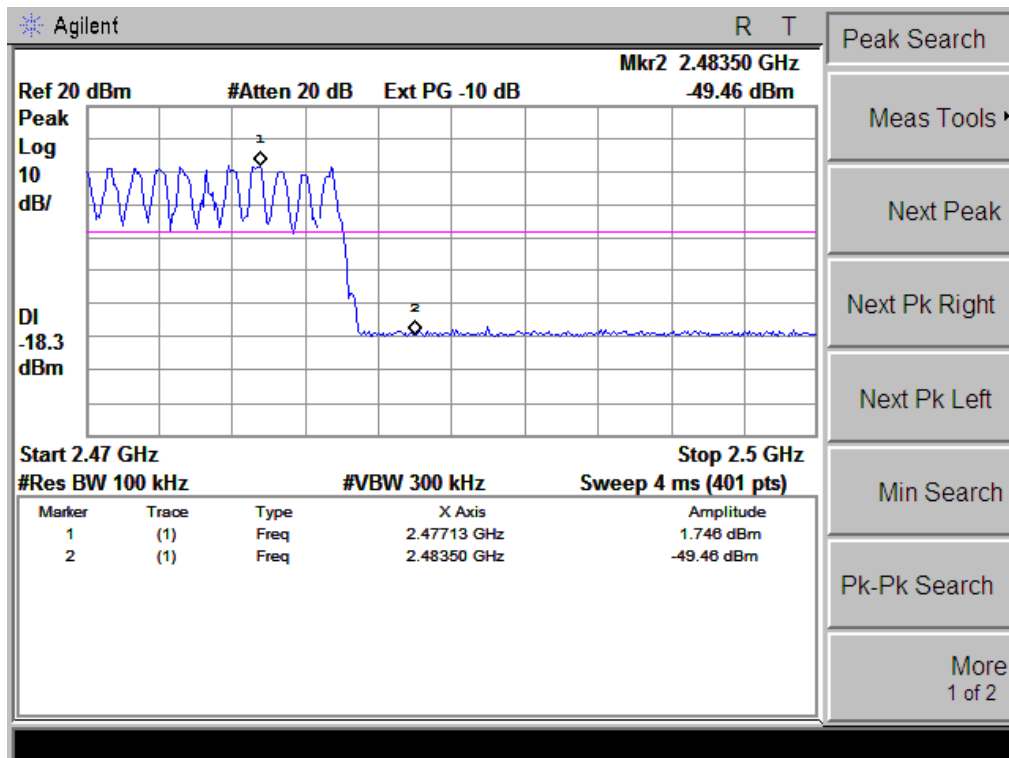 Agilent R T
Mkr2 2.48350 GHz
Ref 20 dBm #Atten 20 dB Ext PG -10 dB -49.46 dBm
Peak
Log
10
dB/
1
2
DI
-18.3
dBm
Start 2.47 GHz Stop 2.5 GHz
#Res BW 100 kHz #VBW 300 kHz Sweep 4 ms (401 pts)
Marker Trace Type X Axis Amplitude
1 (1) Freq 2.47713 GHz 1.746 dBm
2 (1) Freq 2.48350 GHz -49.46 dBm
Peak Search
Meas Tools
Next Peak
Next Pk Right
Next Pk Left
Min Search
Pk-Pk Search
More
1 of 2